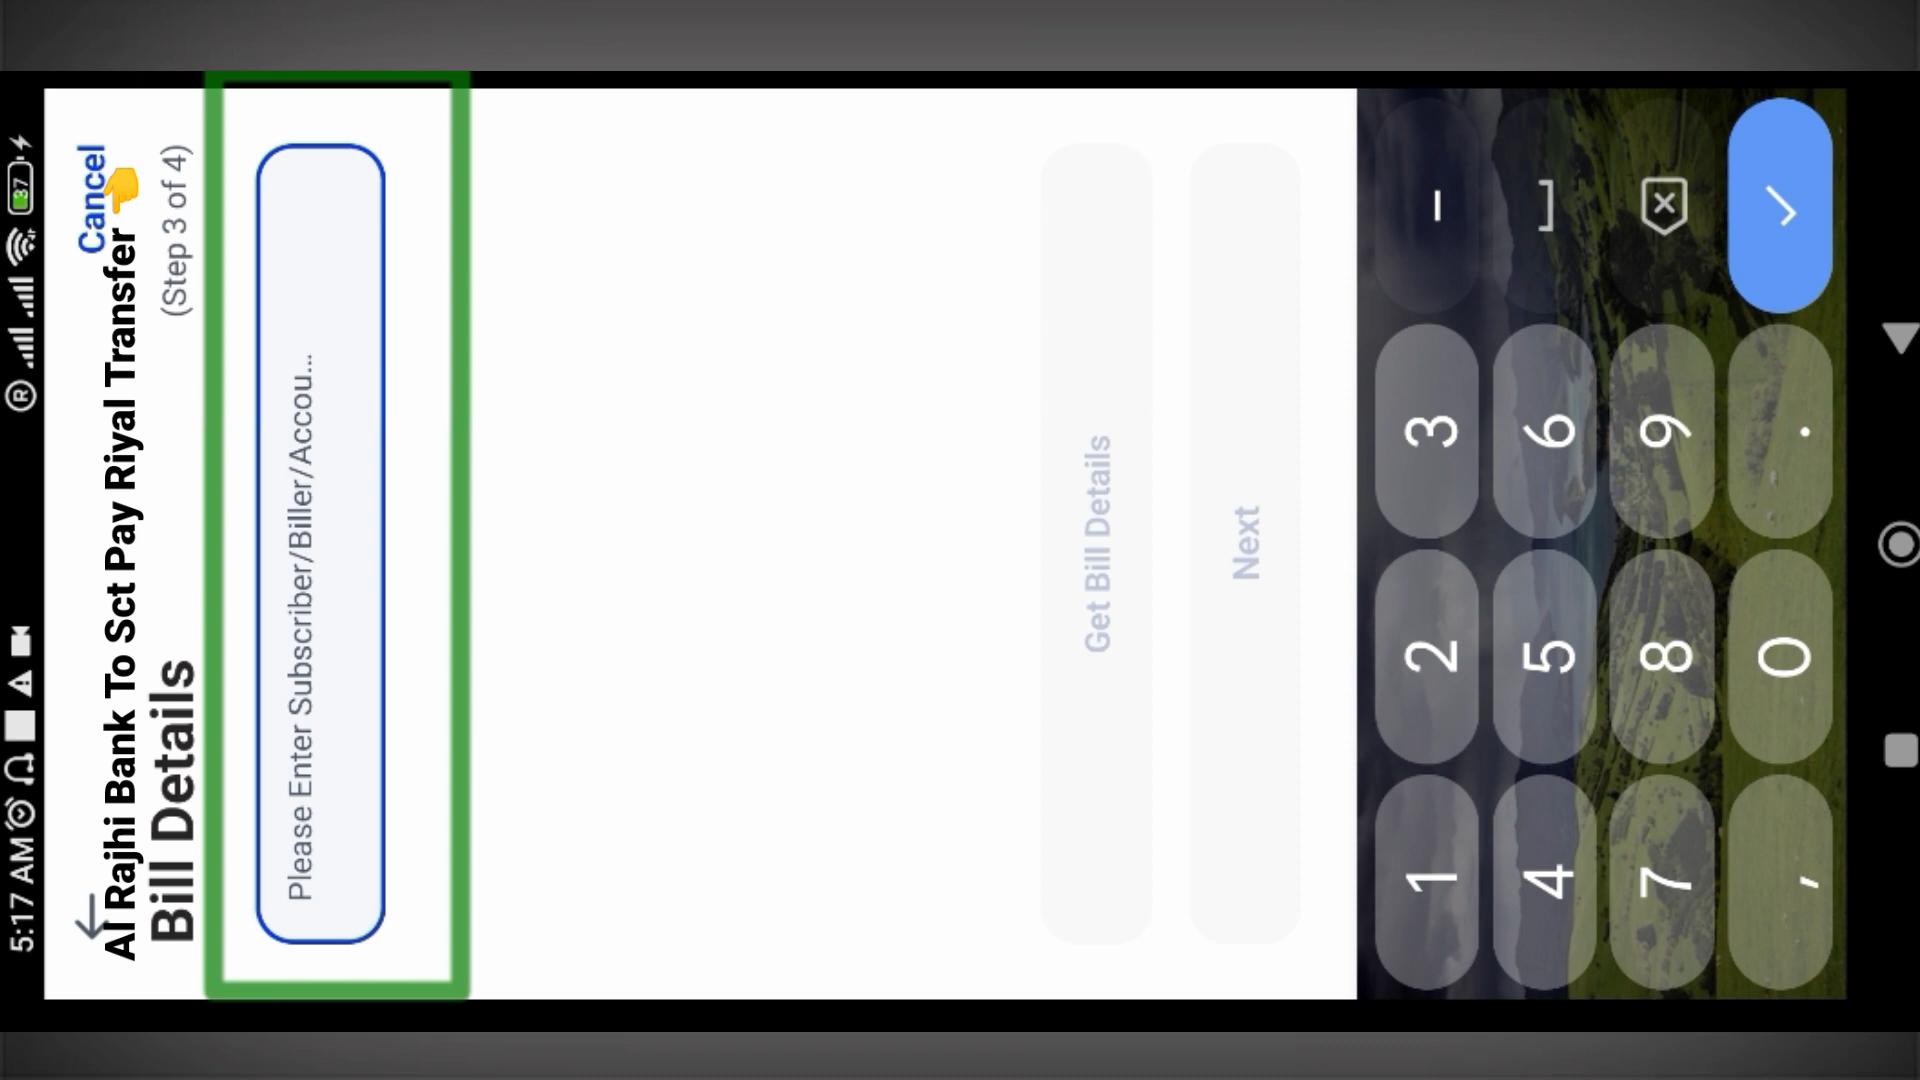 5:17 AM
R
37
Cancel
Al Rajhi Bank To Sct Pay Riyal Transfer
Bill Details
(Step 3 of 4)
Please Enter Subscriber/Biller/Accou...
Get Bill Details
Next
1 2 3 -
4 5 6
7 8 9
, 0 .